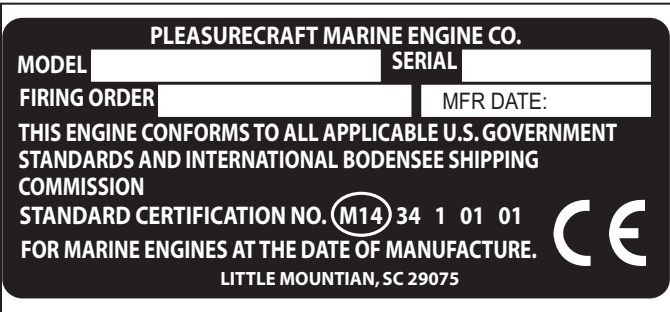 PLEASURECRAFT MARINE ENGINE CO.
MODEL SERIAL
FIRING ORDER MFR DATE:
THIS ENGINE CONFORMS TO ALL APPLICABLE U.S. GOVERNMENT
STANDARDS AND INTERNATIONAL BODENSEE SHIPPING
COMMISSION
STANDARD CERTIFICATION NO. M14 34 1 01 01
FOR MARINE ENGINES AT THE DATE OF MANUFACTURE. CE
LITTLE MOUNTIAN, SC 29075